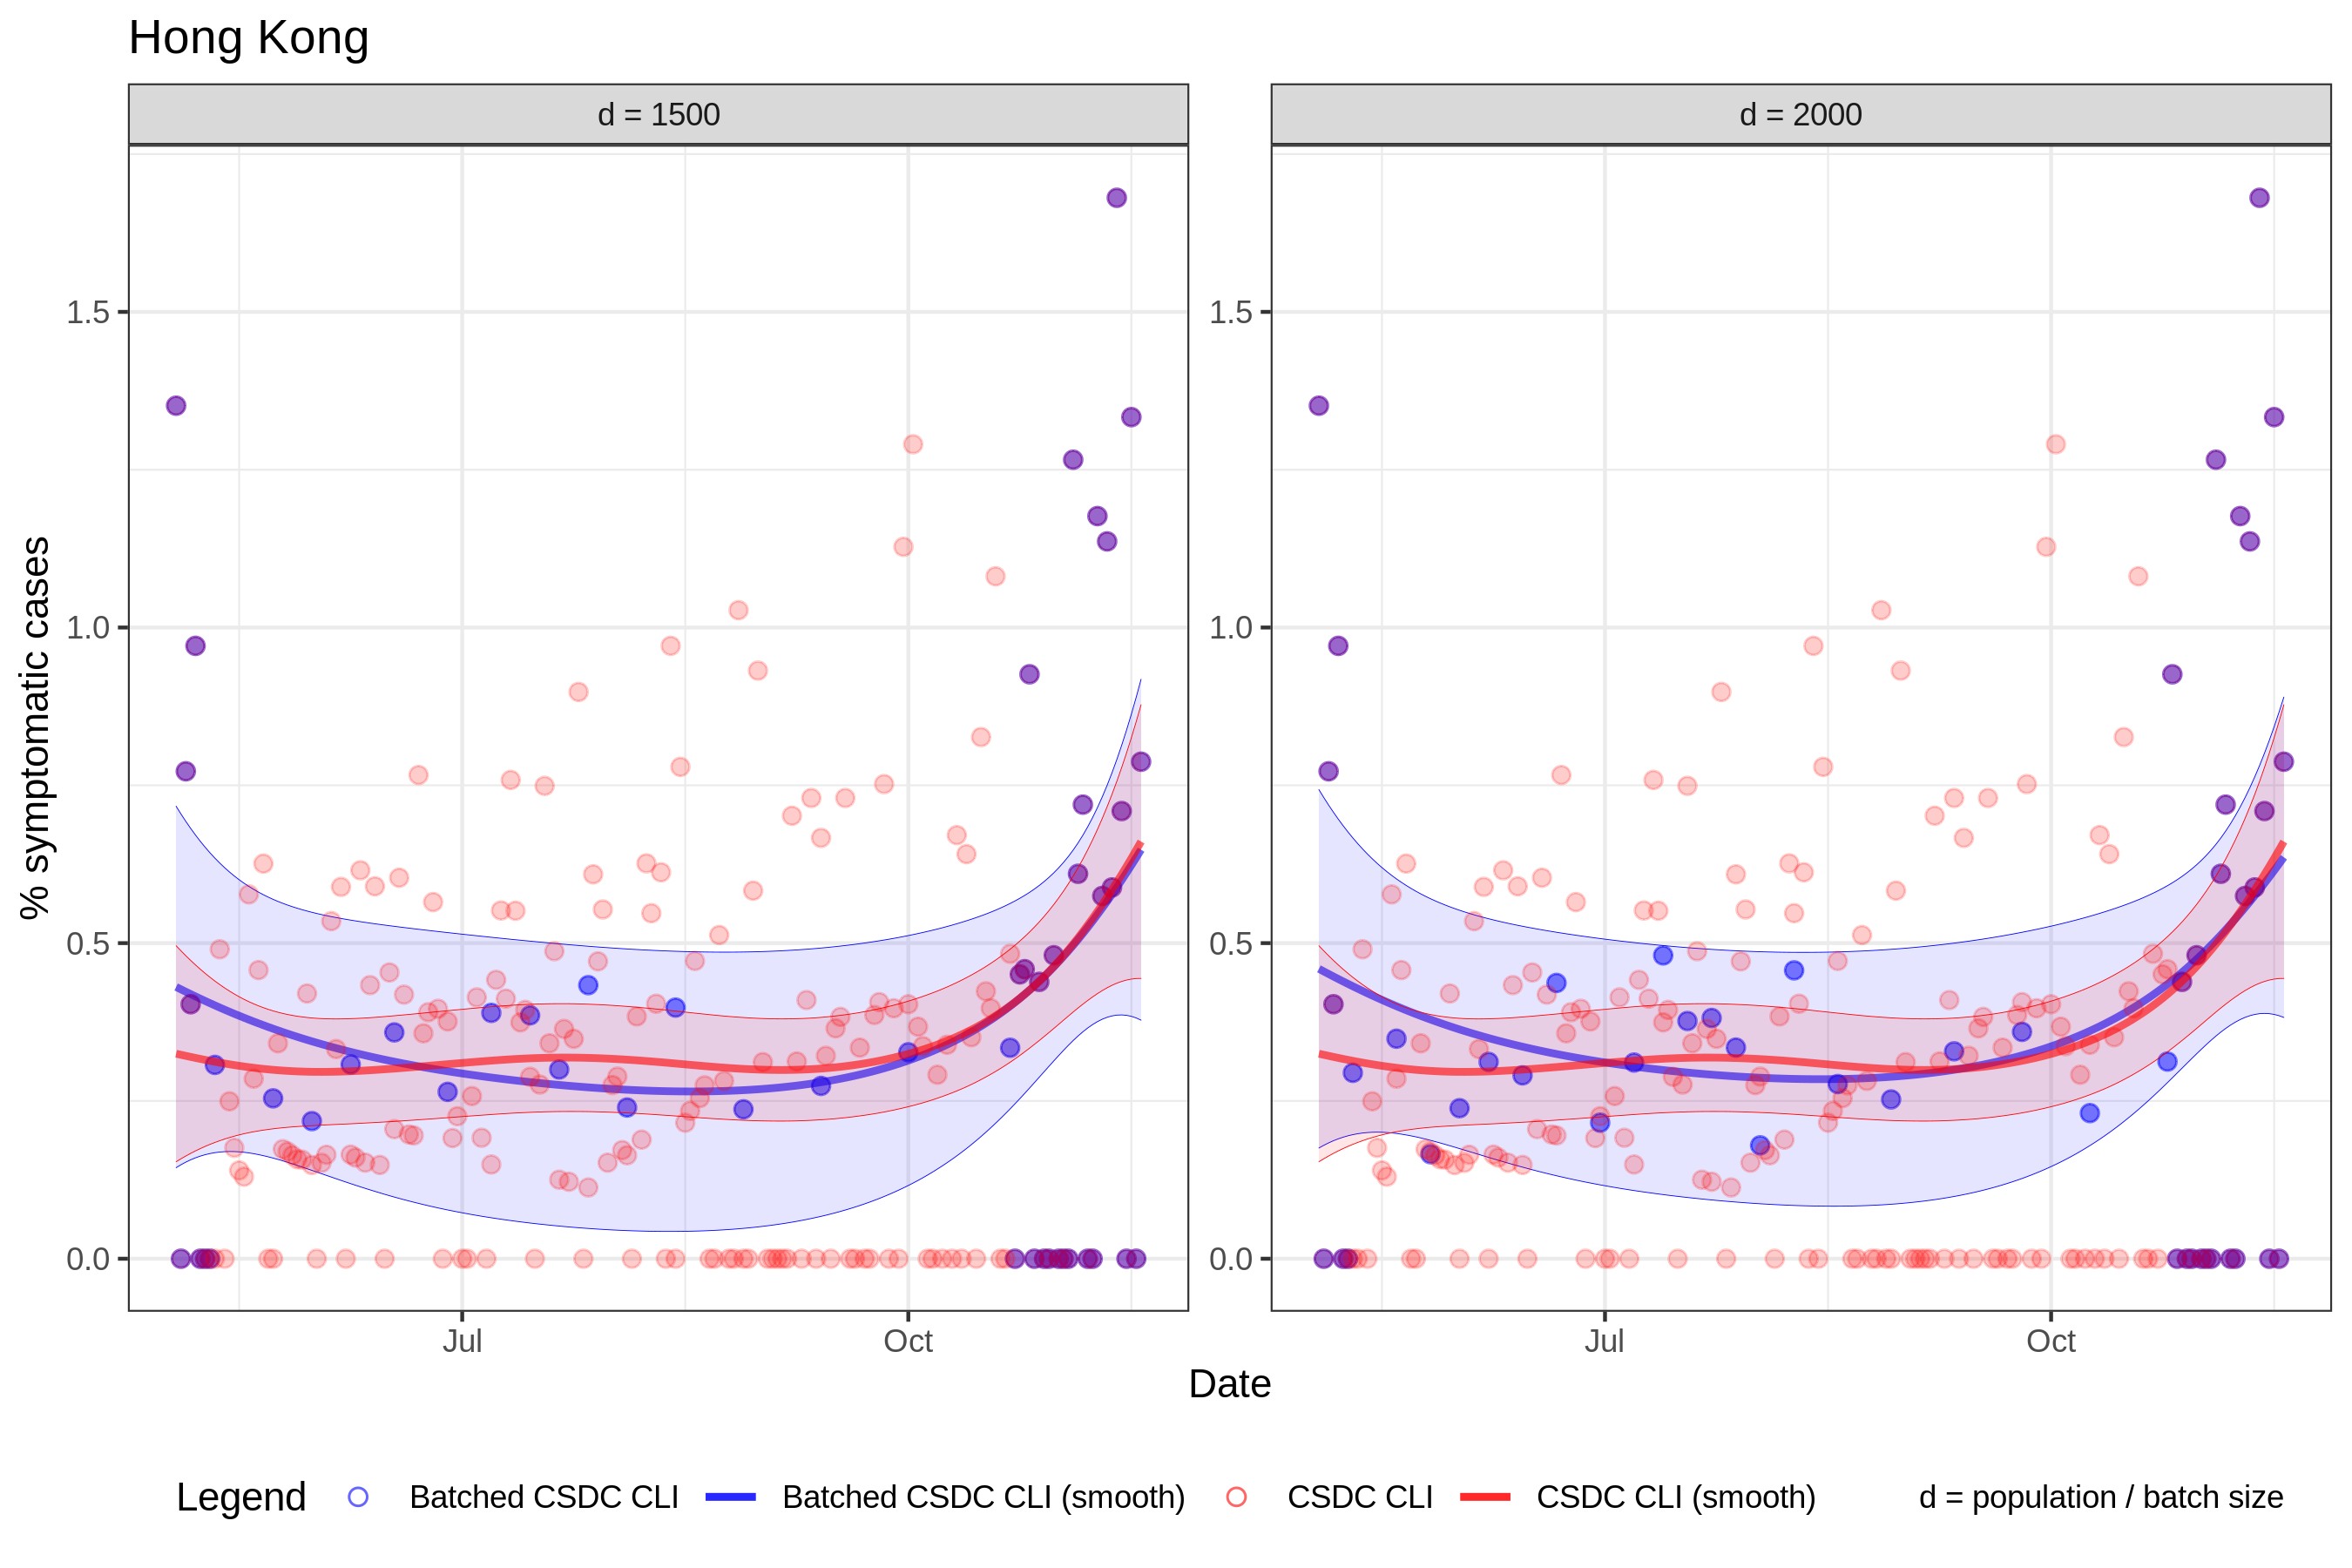 Hong Kong
d = 1500
d = 2000
% symptomatic cases
1.5
1.0
0.5
0.0
1.5
1.0
0.5
0.0
Jul
Oct
Jul
Oct
Date
Legend
Batched CSDC CLI
Batched CSDC CLI (smooth)
CSDC CLI
CSDC CLI (smooth)
d = population / batch size